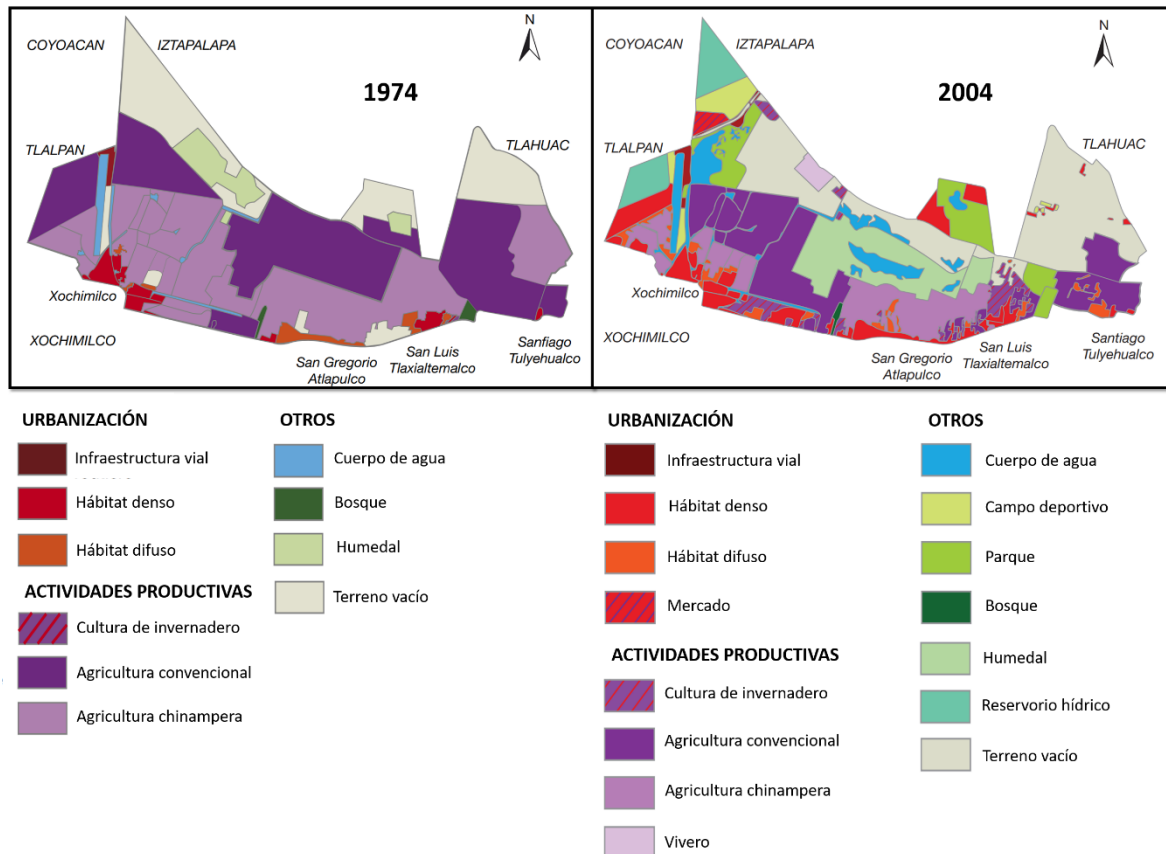 COYOACAN
IZTAPALAPA
N
1974
TLALPAN
TLAHUAC
Xochimilco
XOCHIMILCO
San Gregorio
Atlapulco
San Luis
Tlaxialtemalco
Santiago
Tulyehualco
COYOACAN
IZTAPALAPA
N
2004
TLALPAN
TLAHUAC
Xochimilco
XOCHIMILCO
San Gregorio
Atlapulco
San Luis
Tlaxialtemalco
Santiago
Tulyehualco
URBANIZACIÓN
Infraestructura vial
Hábitat denso
Hábitat difuso
ACTIVIDADES PRODUCTIVAS
Cultura de invernadero
Agricultura convencional
Agricultura chinampera
OTROS
Cuerpo de agua
Bosque
Humedal
Terreno vacío
URBANIZACIÓN
Infraestructura vial
Hábitat denso
Hábitat difuso
Mercado
ACTIVIDADES PRODUCTIVAS
Cultura de invernadero
Agricultura convencional
Agricultura chinampera
Vivero
OTROS
Cuerpo de agua
Campo deportivo
Parque
Bosque
Humedal
Reservorio hídrico
Terreno vacío